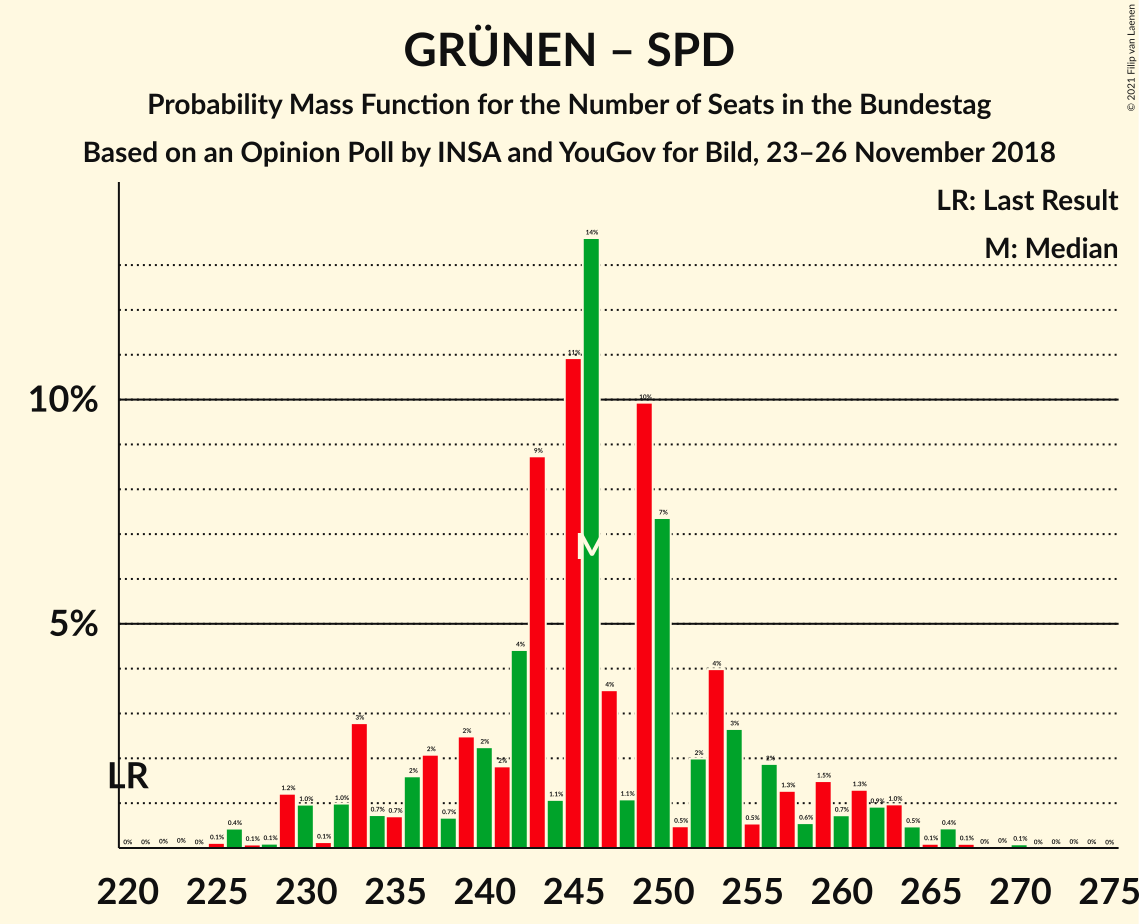 GRÜNEN – SPD
Probability Mass Function for the Number of Seats in the Bundestag
Based on an Opinion Poll by INSA and YouGov for Bild, 23–26 November 2018
© 2021 Filip van Laenen
LR: Last Result
M: Median
10%
5%
LR
M
0% 0% 0% 0% 0% 0.1% 0.4% 0.1% 0.1% 1.2% 1.0% 0.1% 1.0% 3% 0.7% 0.7% 2% 2% 0.7% 2% 2% 2% 4% 9% 1.1% 11% 14% 4% 1.1% 10% 7% 0.5% 2% 4% 3% 0.5% 2% 1.3% 0.6% 1.5% 0.7% 1.3% 0.9% 1.0% 0.5% 0.1% 0.4% 0.1% 0% 0% 0.1% 0% 0% 0% 0% 0%
220 225 230 235 240 245 250 255 260 265 270 275